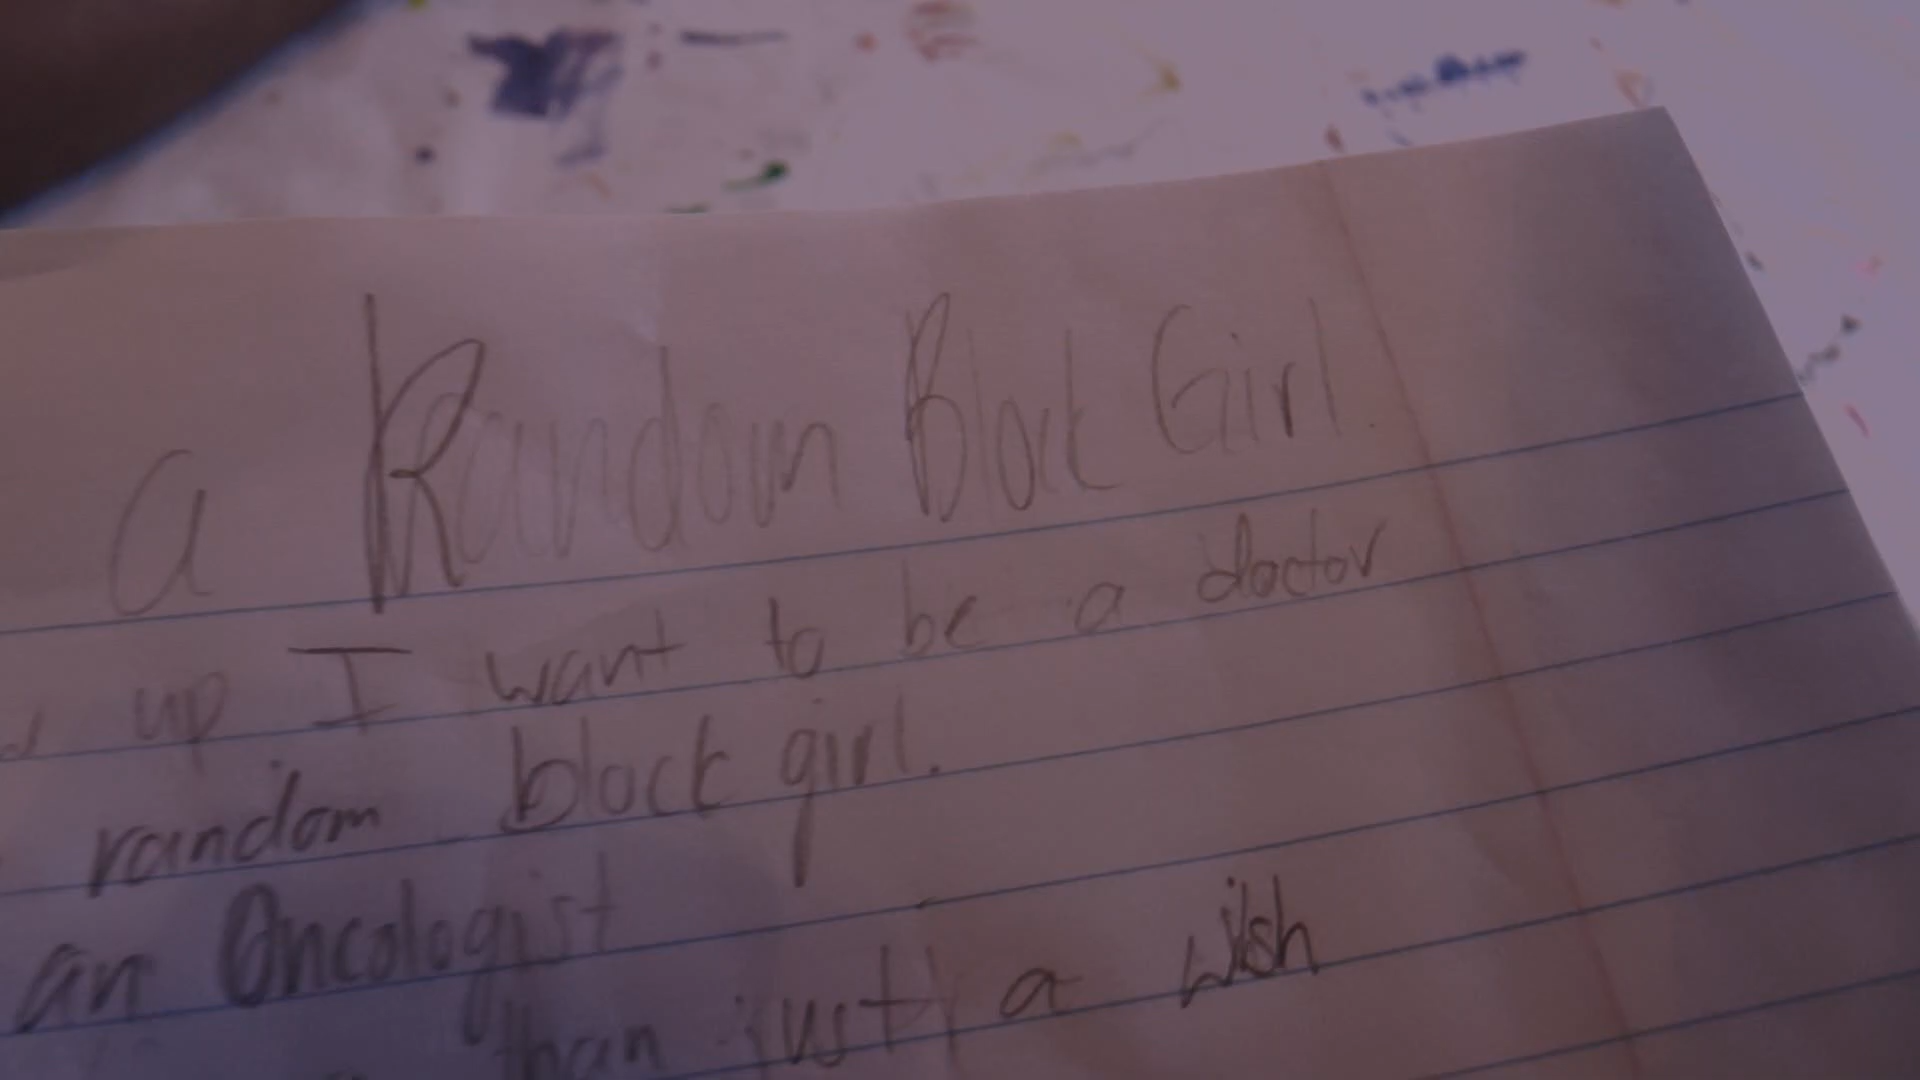 a Random Black Girl.
up I want to be a doctor
random black girl.
an Oncologist
than just a wish